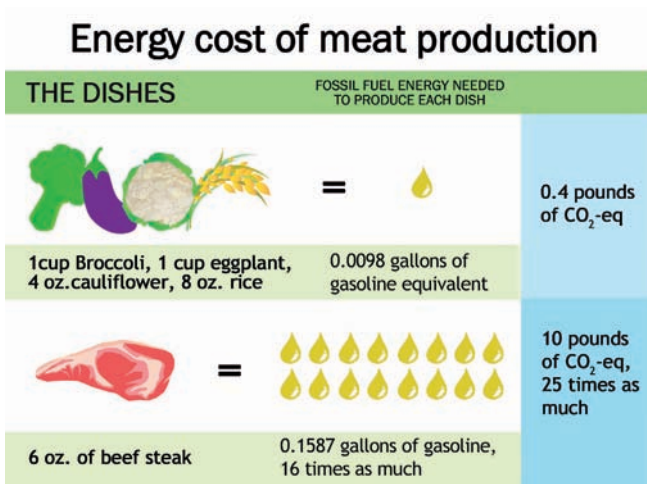 Energy cost of meat production
THE DISHES
FOSSIL FUEL ENERGY NEEDED
TO PRODUCE EACH DISH
=
0.4 pounds
of CO₂-eq
1cup Broccoli, 1 cup eggplant,
4 oz.cauliflower, 8 oz. rice
0.0098 gallons of
gasoline equivalent
=
10 pounds
of CO₂-eq,
25 times as
much
6 oz. of beef steak
0.1587 gallons of gasoline,
16 times as much